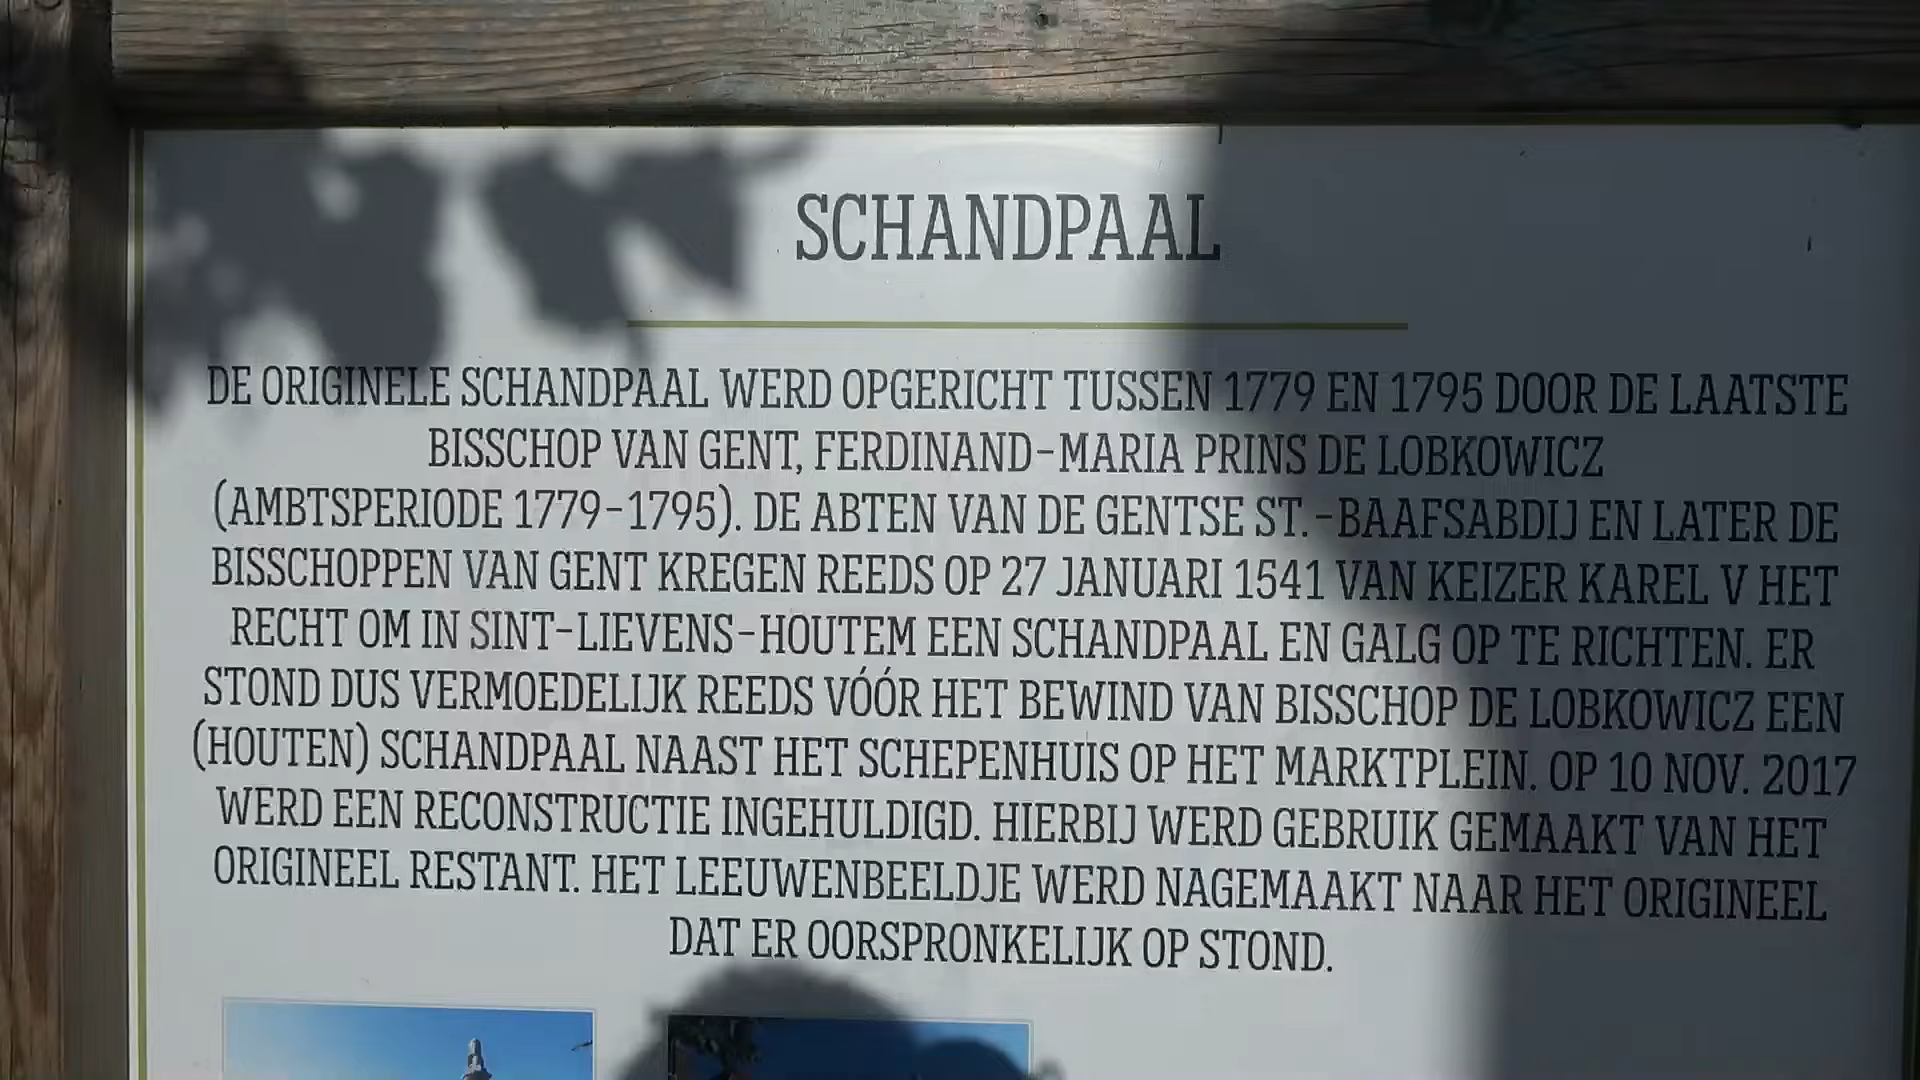 SCHANDPAAL
DE ORIGINELE SCHANDPAAL WERD OPGERICHT TUSSEN 1779 EN 1795 DOOR DE LAATSTE
BISSCHOP VAN GENT, FERDINAND-MARIA PRINS DE LOBKOWICZ
(AMBTSPERIODE 1779-1795). DE ABTEN VAN DE GENTSE ST.-BAAFSABDIJ EN LATER DE
BISSCHOPPEN VAN GENT KREGEN REEDS OP 27 JANUARI 1541 VAN KEIZER KAREL V HET
RECHT OM IN SINT-LIEVENS-HOUTEM EEN SCHANDPAAL EN GALG OP TE RICHTEN. ER
STOND DUS VERMOEDELIJK REEDS VÓÓR HET BEWIND VAN BISSCHOP DE LOBKOWICZ EEN
(HOUTEN) SCHANDPAAL NAAST HET SCHEPENHUIS OP HET MARKTPLEIN. OP 10 NOV. 2017
WERD EEN RECONSTRUCTIE INGEHULDIGD. HIERBIJ WERD GEBRUIK GEMAAKT VAN HET
ORIGINEEL RESTANT. HET LEEUWENBEELDJE WERD NAGEMAAKT NAAR HET ORIGINEEL
DAT ER OORSPRONKELIJK OP STOND.